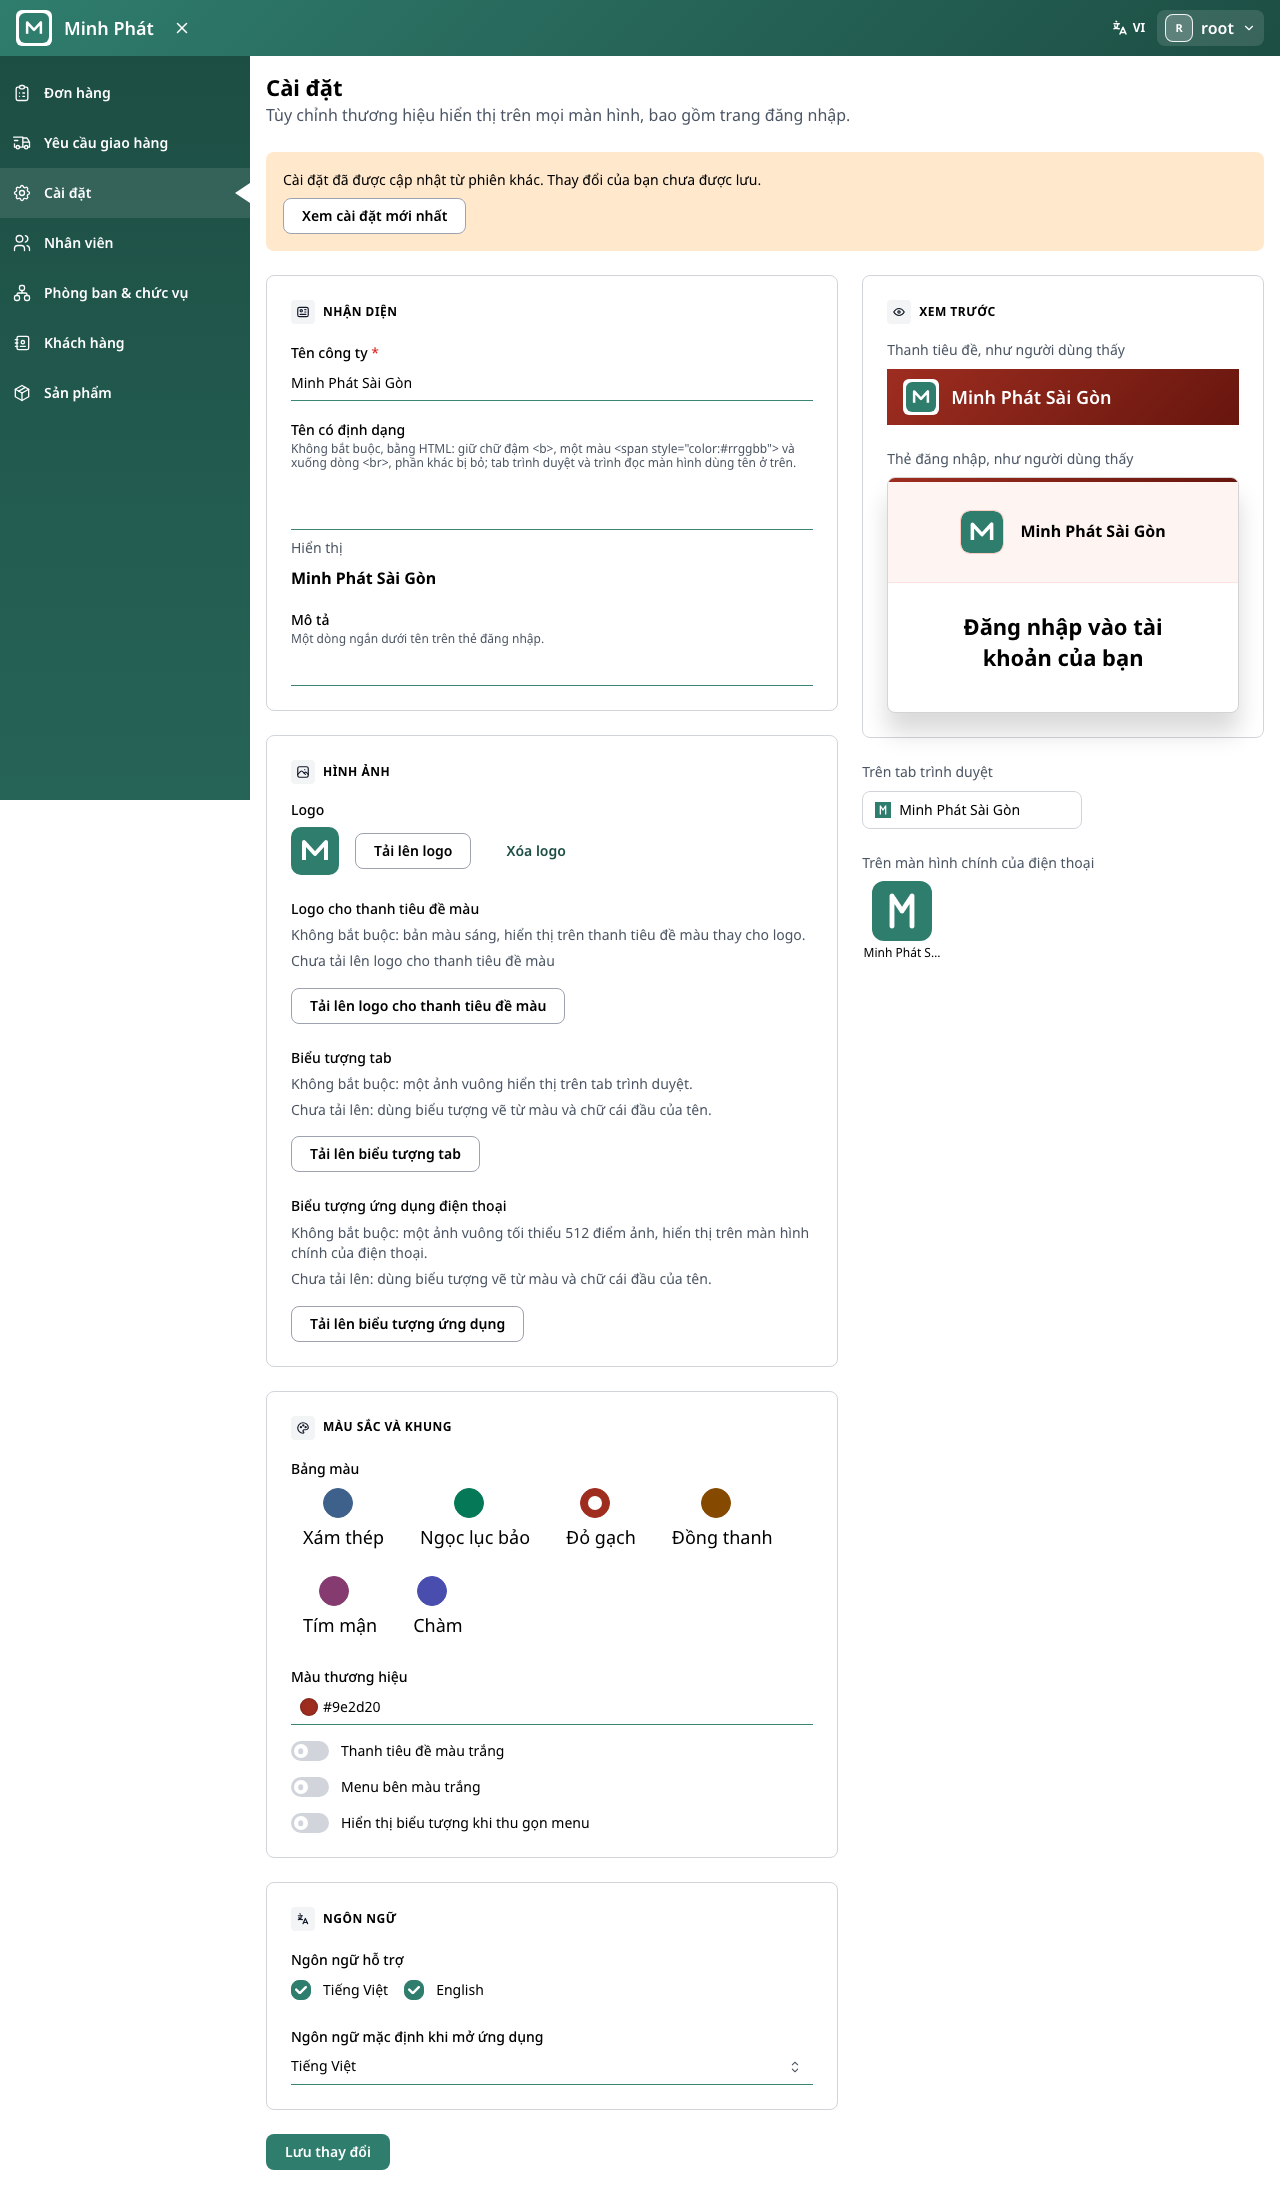 Minh Phát
VI
R
root
Đơn hàng
Yêu cầu giao hàng
Cài đặt
Nhân viên
Phòng ban & chức vụ
Khách hàng
Sản phẩm
Cài đặt
Tùy chỉnh thương hiệu hiển thị trên mọi màn hình, bao gồm trang đăng nhập.
Cài đặt đã được cập nhật từ phiên khác. Thay đổi của bạn chưa được lưu.
Xem cài đặt mới nhất
NHẬN DIỆN
Tên công ty *
Minh Phát Sài Gòn
Tên có định dạng
Không bắt buộc, bằng HTML: giữ chữ đậm <b>, một màu <span style="color:#rrggbb"> và
xuống dòng <br>, phần khác bị bỏ; tab trình duyệt và trình đọc màn hình dùng tên ở trên.
Hiển thị
Minh Phát Sài Gòn
Mô tả
Một dòng ngắn dưới tên trên thẻ đăng nhập.
HÌNH ẢNH
Logo
Tải lên logo
Xóa logo
Logo cho thanh tiêu đề màu
Không bắt buộc: bản màu sáng, hiển thị trên thanh tiêu đề màu thay cho logo.
Chưa tải lên logo cho thanh tiêu đề màu
Tải lên logo cho thanh tiêu đề màu
Biểu tượng tab
Không bắt buộc: một ảnh vuông hiển thị trên tab trình duyệt.
Chưa tải lên: dùng biểu tượng vẽ từ màu và chữ cái đầu của tên.
Tải lên biểu tượng tab
Biểu tượng ứng dụng điện thoại
Không bắt buộc: một ảnh vuông tối thiểu 512 điểm ảnh, hiển thị trên màn hình
chính của điện thoại.
Chưa tải lên: dùng biểu tượng vẽ từ màu và chữ cái đầu của tên.
Tải lên biểu tượng ứng dụng
MÀU SẮC VÀ KHUNG
Bảng màu
Xám thép
Ngọc lục bảo
Đỏ gạch
Đồng thanh
Tím mận
Chàm
Màu thương hiệu
#9e2d20
Thanh tiêu đề màu trắng
Menu bên màu trắng
Hiển thị biểu tượng khi thu gọn menu
NGÔN NGỮ
Ngôn ngữ hỗ trợ
Tiếng Việt
English
Ngôn ngữ mặc định khi mở ứng dụng
Tiếng Việt
Lưu thay đổi
XEM TRƯỚC
Thanh tiêu đề, như người dùng thấy
Minh Phát Sài Gòn
Thẻ đăng nhập, như người dùng thấy
Minh Phát Sài Gòn
Đăng nhập vào tài
khoản của bạn
Trên tab trình duyệt
M
Minh Phát Sài Gòn
Trên màn hình chính của điện thoại
M
Minh Phát S...